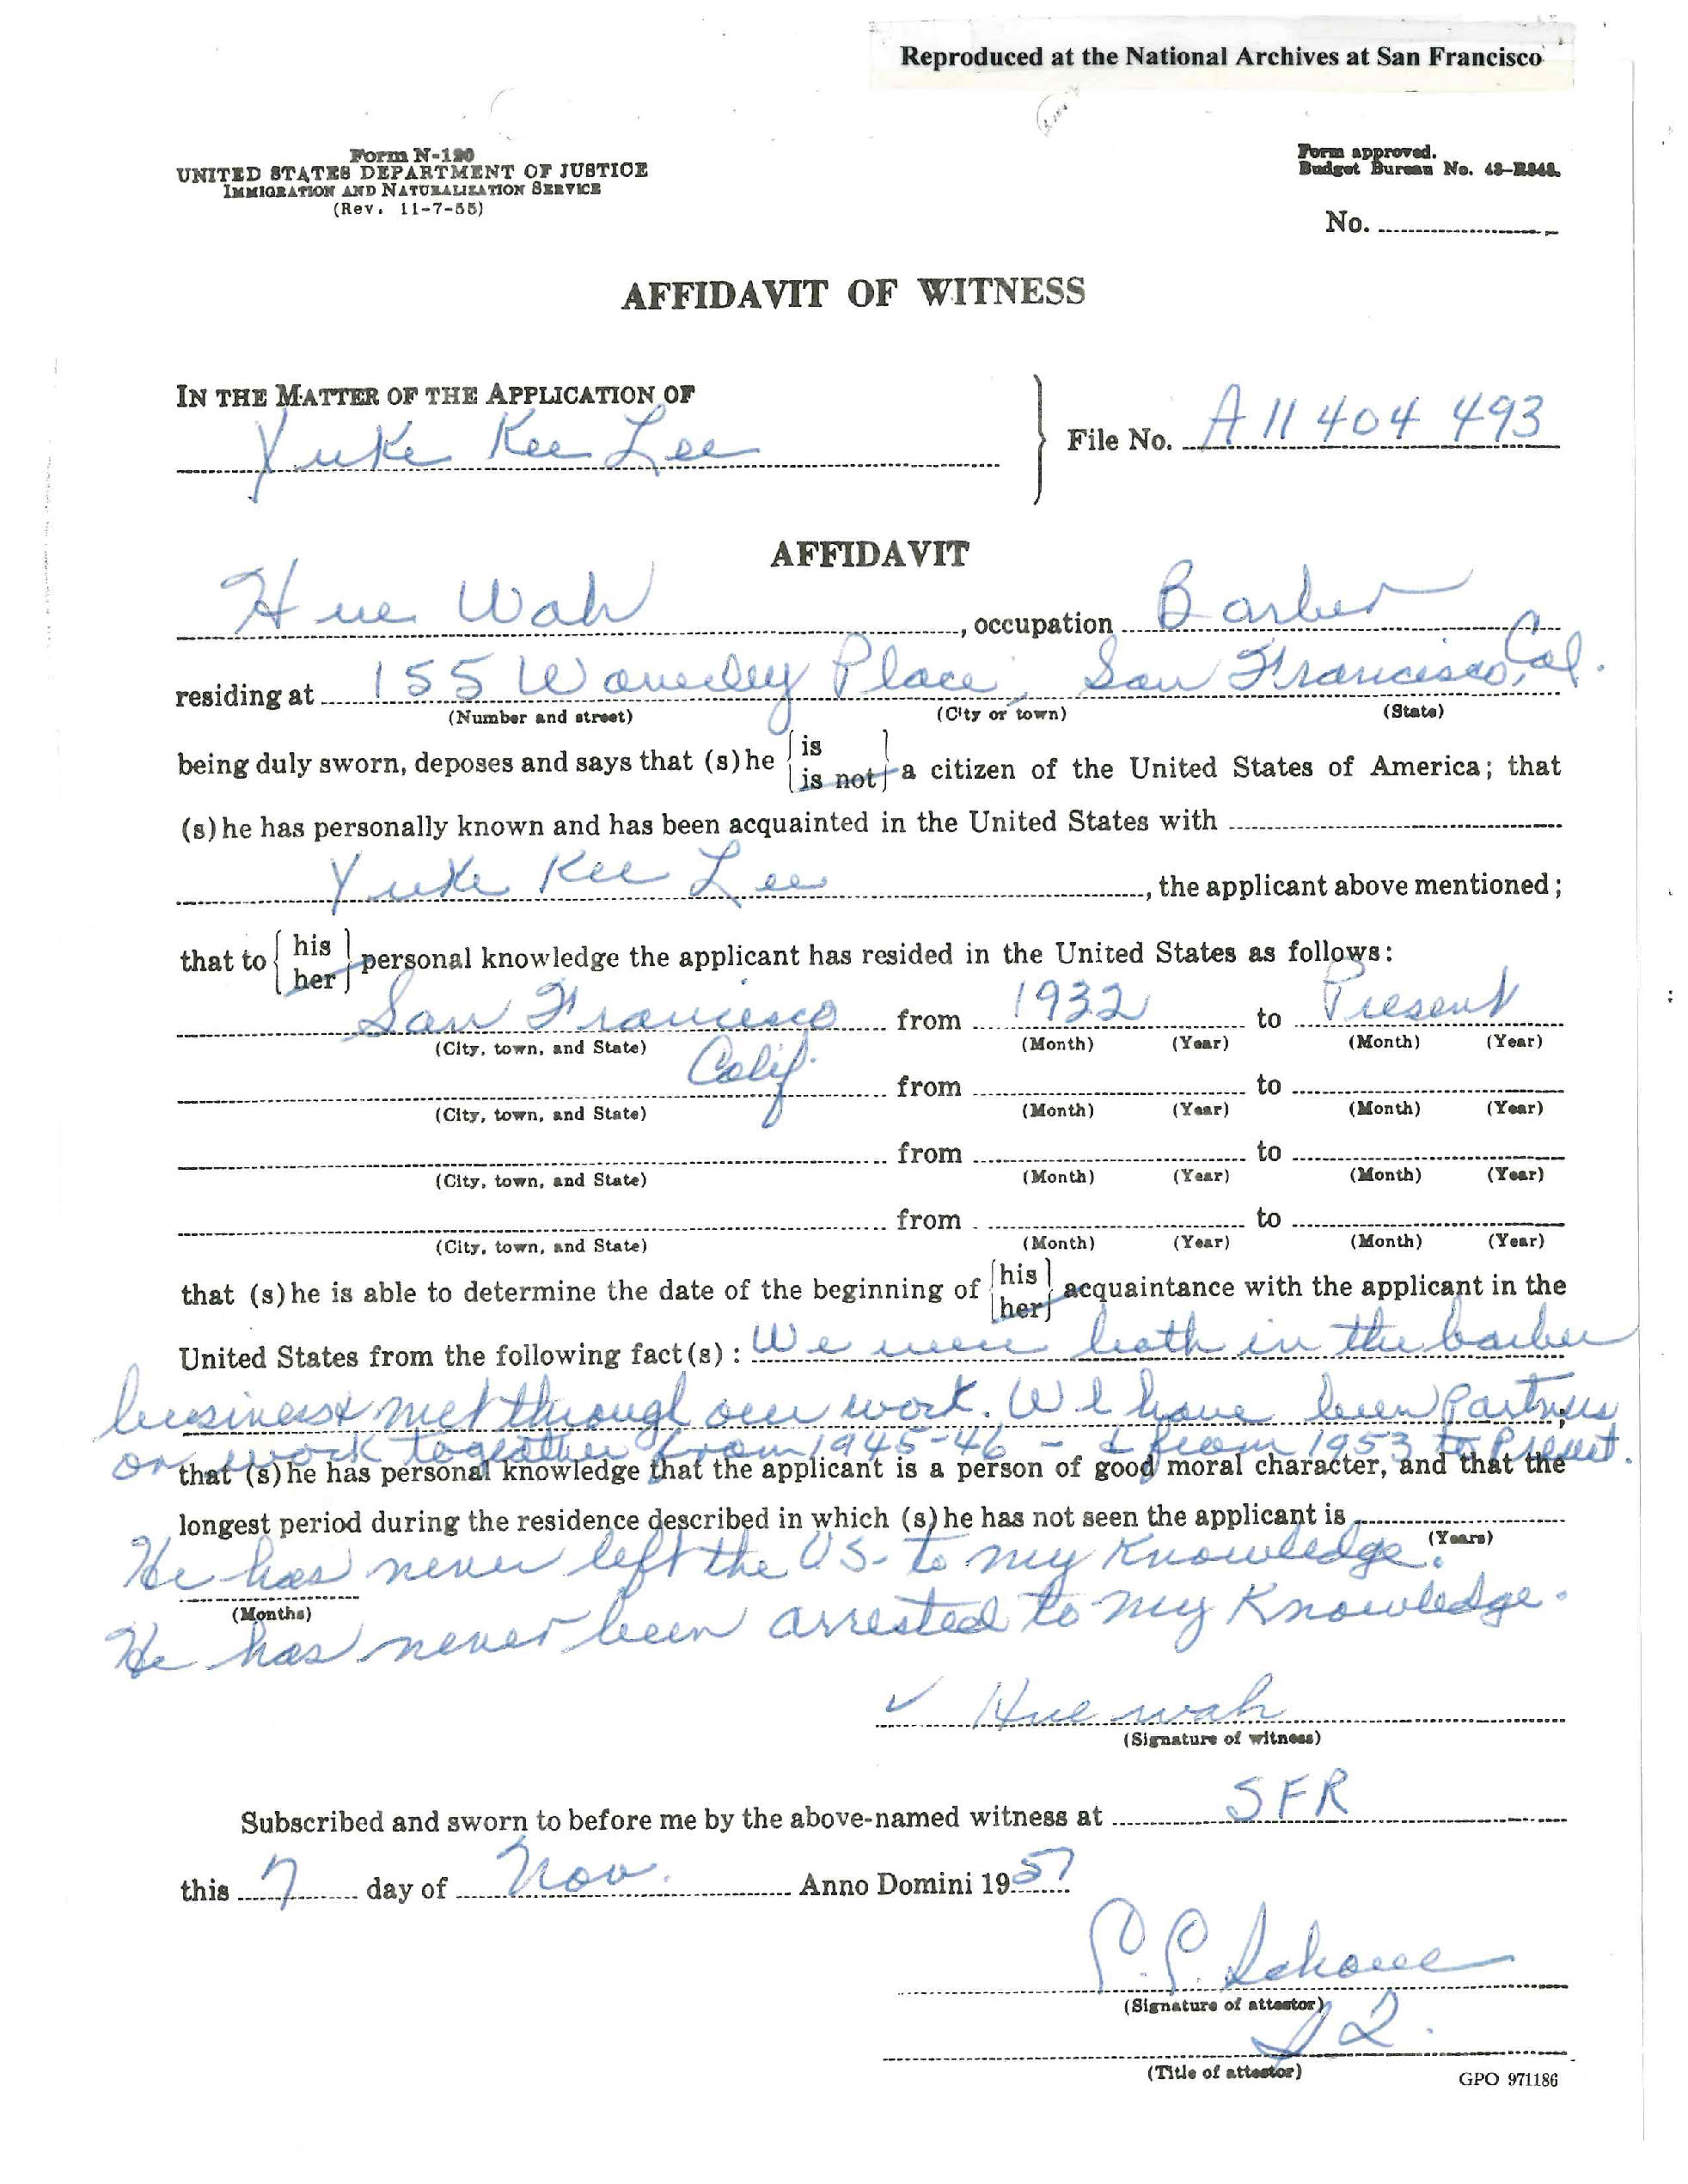 Reproduced at the National Archives at San Francisco
Form N-120
UNITED STATES DEPARTMENT OF JUSTICE
IMMIGRATION AND NATURALIZATION SERVICE
(Rev. 11-7-55)
Form approved.
Budget Bureau No. 43-R348.
No.
AFFIDAVIT OF WITNESS
IN THE MATTER OF THE APPLICATION OF
Yuke Kee Lee
File No. A 11 404 493
AFFIDAVIT
Hue Wah, occupation Barber
residing at 155 Waverley Place, San Francisco, Cal.
(Number and street) (City or town) (State)
being duly sworn, deposes and says that (s)he { is
is not } a citizen of the United States of America; that
(s)he has personally known and has been acquainted in the United States with
Yuke Kee Lee, the applicant above mentioned;
that to { his
her } personal knowledge the applicant has resided in the United States as follows:
San Francisco from 1932 to Present
(City, town, and State) (Month) (Year) (Month) (Year)
Calif. from to
(City, town, and State) (Month) (Year) (Month) (Year)
from to
(City, town, and State) (Month) (Year) (Month) (Year)
from to
(City, town, and State) (Month) (Year) (Month) (Year)
that (s)he is able to determine the date of the beginning of { his
her } acquaintance with the applicant in the
United States from the following fact(s): We were both in the barber
business & met through our work. We have been partners;
or work together from 1945-46 - & from 1953 to Present.
that (s)he has personal knowledge that the applicant is a person of good moral character, and that the
longest period during the residence described in which (s)he has not seen the applicant is
(Years)
He has never left the US. to my Knowledge.
(Months)
He has never been arrested to my Knowledge.
✓ Hue wah
(Signature of witness)
Subscribed and sworn to before me by the above-named witness at SFR
this 7 day of Nov. Anno Domini 1957
(Signature of attestor)
(Title of attestor)
GPO 971186